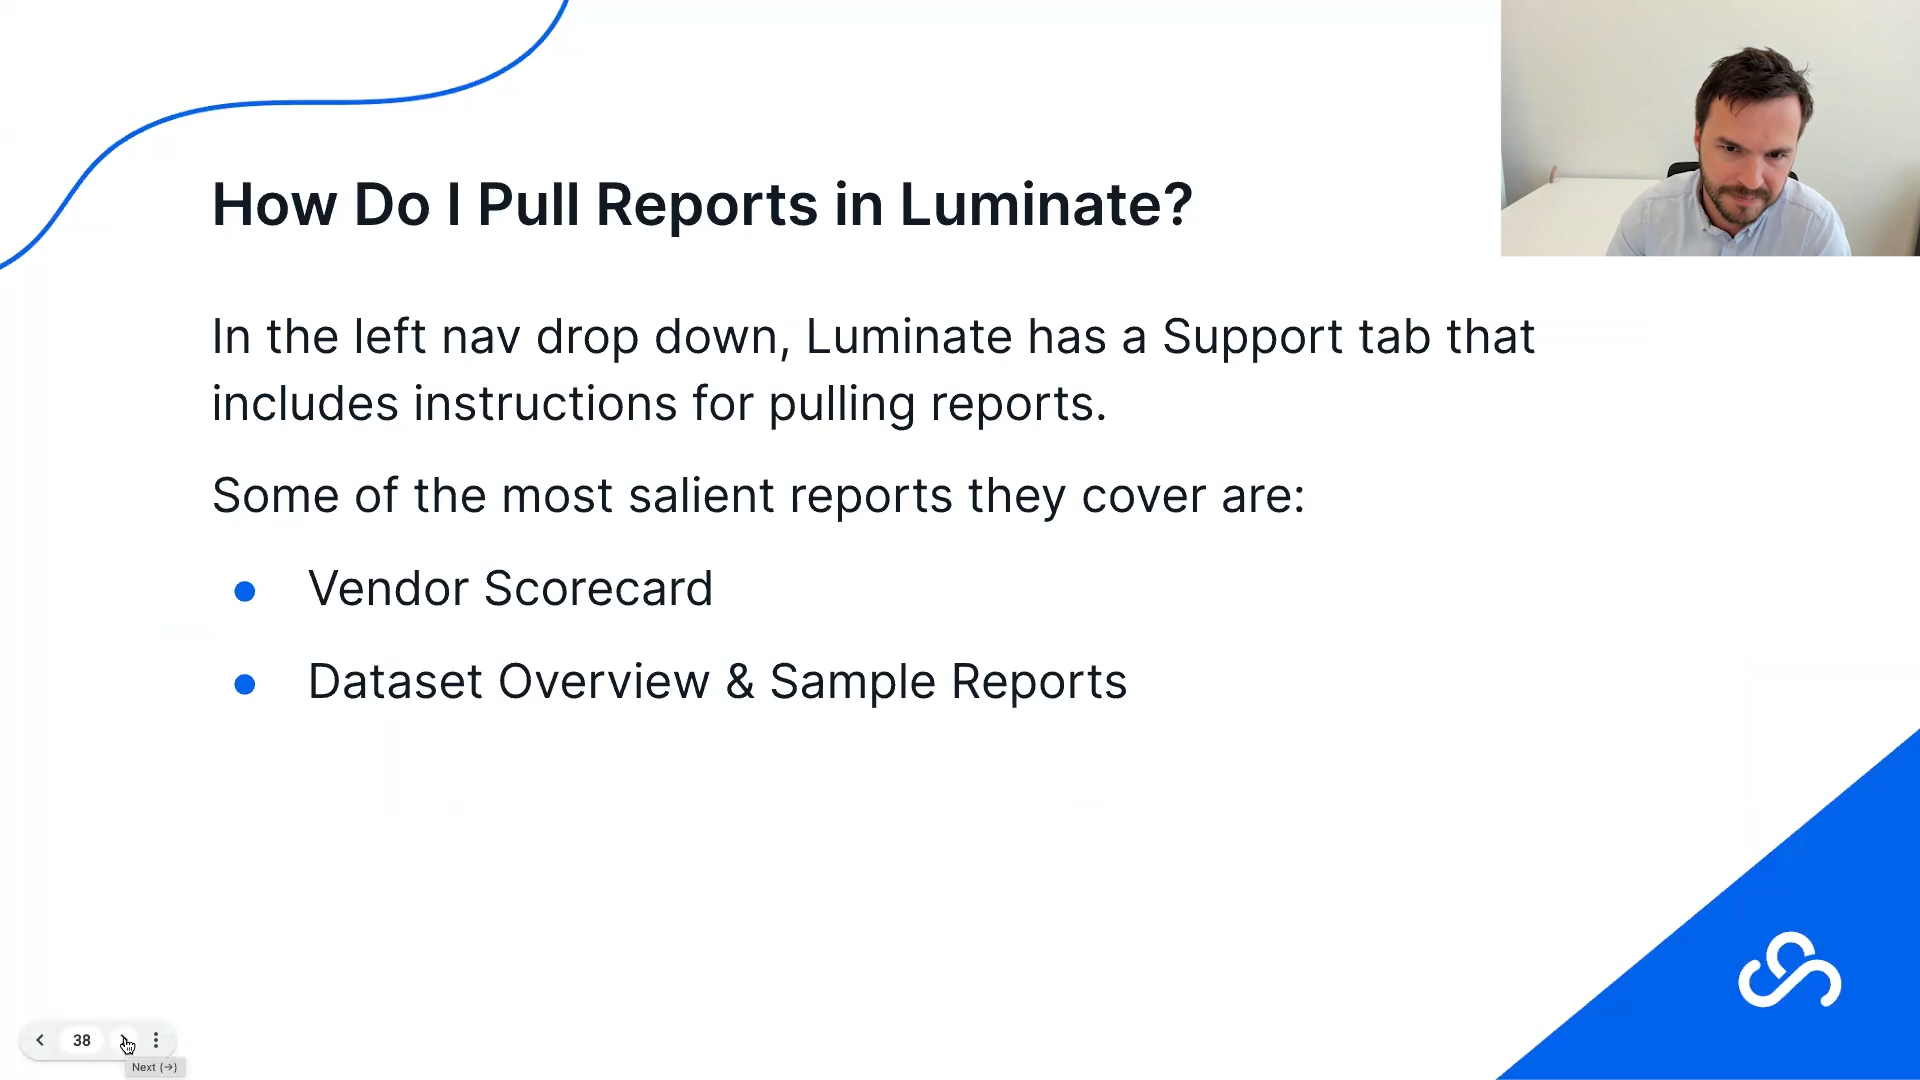 How Do I Pull Reports in Luminate?
In the left nav drop down, Luminate has a Support tab that
includes instructions for pulling reports.
Some of the most salient reports they cover are:
● Vendor Scorecard
● Dataset Overview & Sample Reports
38
Next (→)